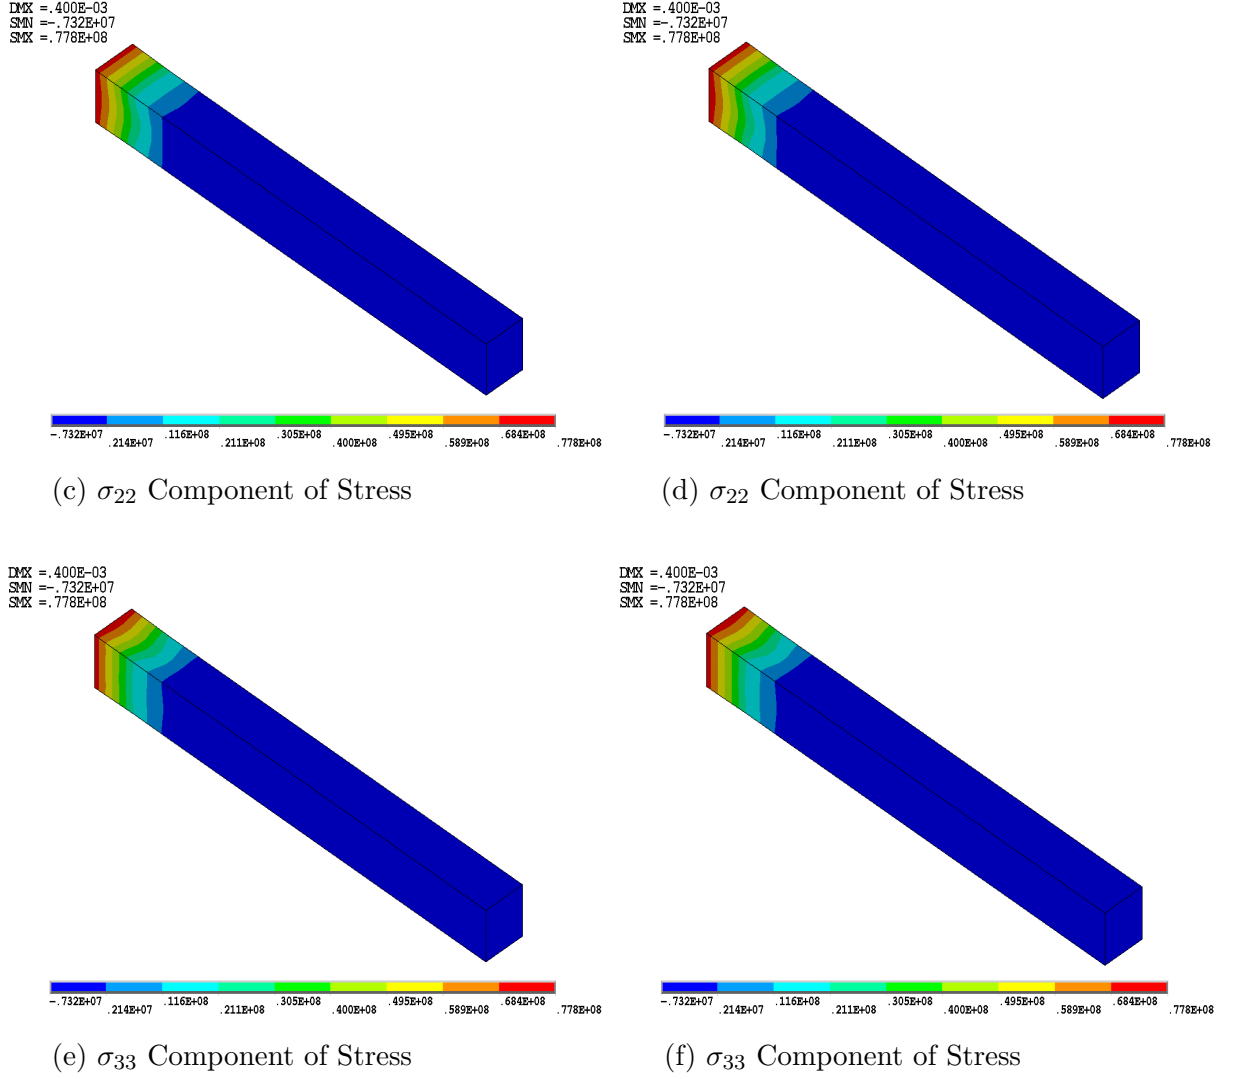 DMX =.400E-03
SMN =-.732E+07
SMX =.778E+08
-.732E+07 .214E+07 .116E+08 .211E+08 .305E+08 .400E+08 .495E+08 .589E+08 .684E+08 .778E+08
(c) σ22 Component of Stress
DMX =.400E-03
SMN =-.732E+07
SMX =.778E+08
-.732E+07 .214E+07 .116E+08 .211E+08 .305E+08 .400E+08 .495E+08 .589E+08 .684E+08 .778E+08
(d) σ22 Component of Stress
DMX =.400E-03
SMN =-.732E+07
SMX =.778E+08
-.732E+07 .214E+07 .116E+08 .211E+08 .305E+08 .400E+08 .495E+08 .589E+08 .684E+08 .778E+08
(e) σ33 Component of Stress
DMX =.400E-03
SMN =-.732E+07
SMX =.778E+08
-.732E+07 .214E+07 .116E+08 .211E+08 .305E+08 .400E+08 .495E+08 .589E+08 .684E+08 .778E+08
(f) σ33 Component of Stress